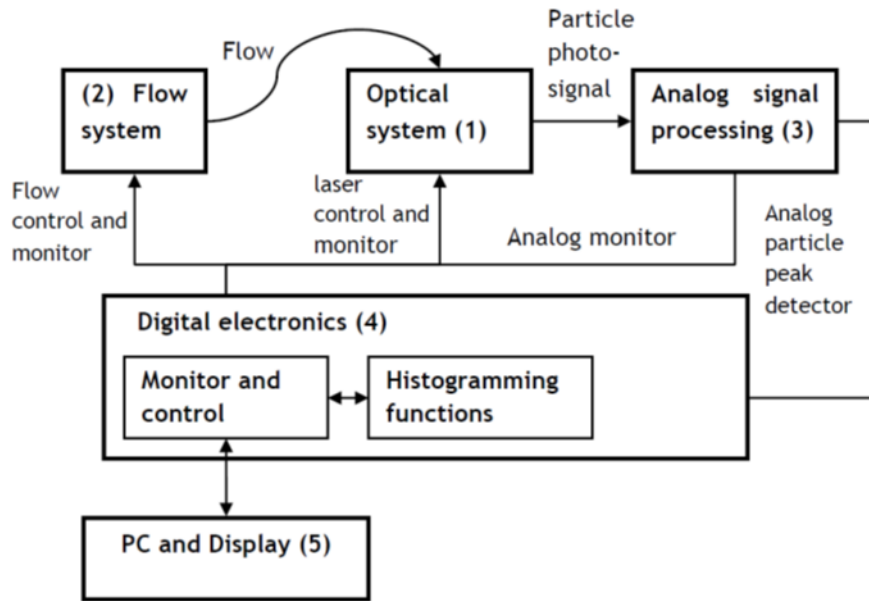 Flow
Particle
photo-
signal
(2) Flow
system
Optical
system (1)
Analog signal
processing (3)
Flow
control and
monitor
laser
control and
monitor
Analog monitor
Analog
particle
peak
detector
Digital electronics (4)
Monitor and
control
Histogramming
functions
PC and Display (5)